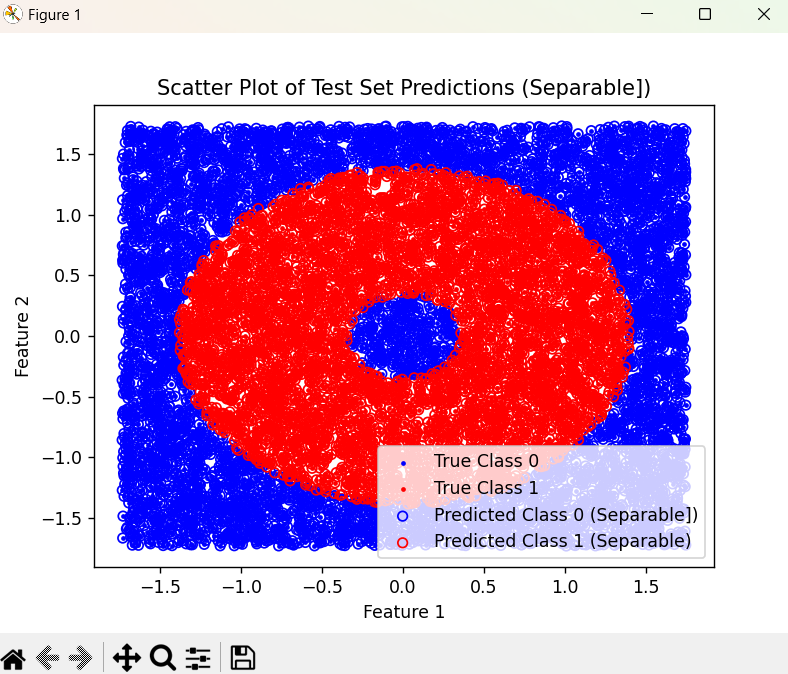 Figure 1
Scatter Plot of Test Set Predictions (Separable])
1.5
1.0
0.5
0.0
−0.5
−1.0
−1.5
Feature 2
True Class 0
True Class 1
Predicted Class 0 (Separable])
Predicted Class 1 (Separable)
−1.5 −1.0 −0.5 0.0 0.5 1.0 1.5
Feature 1